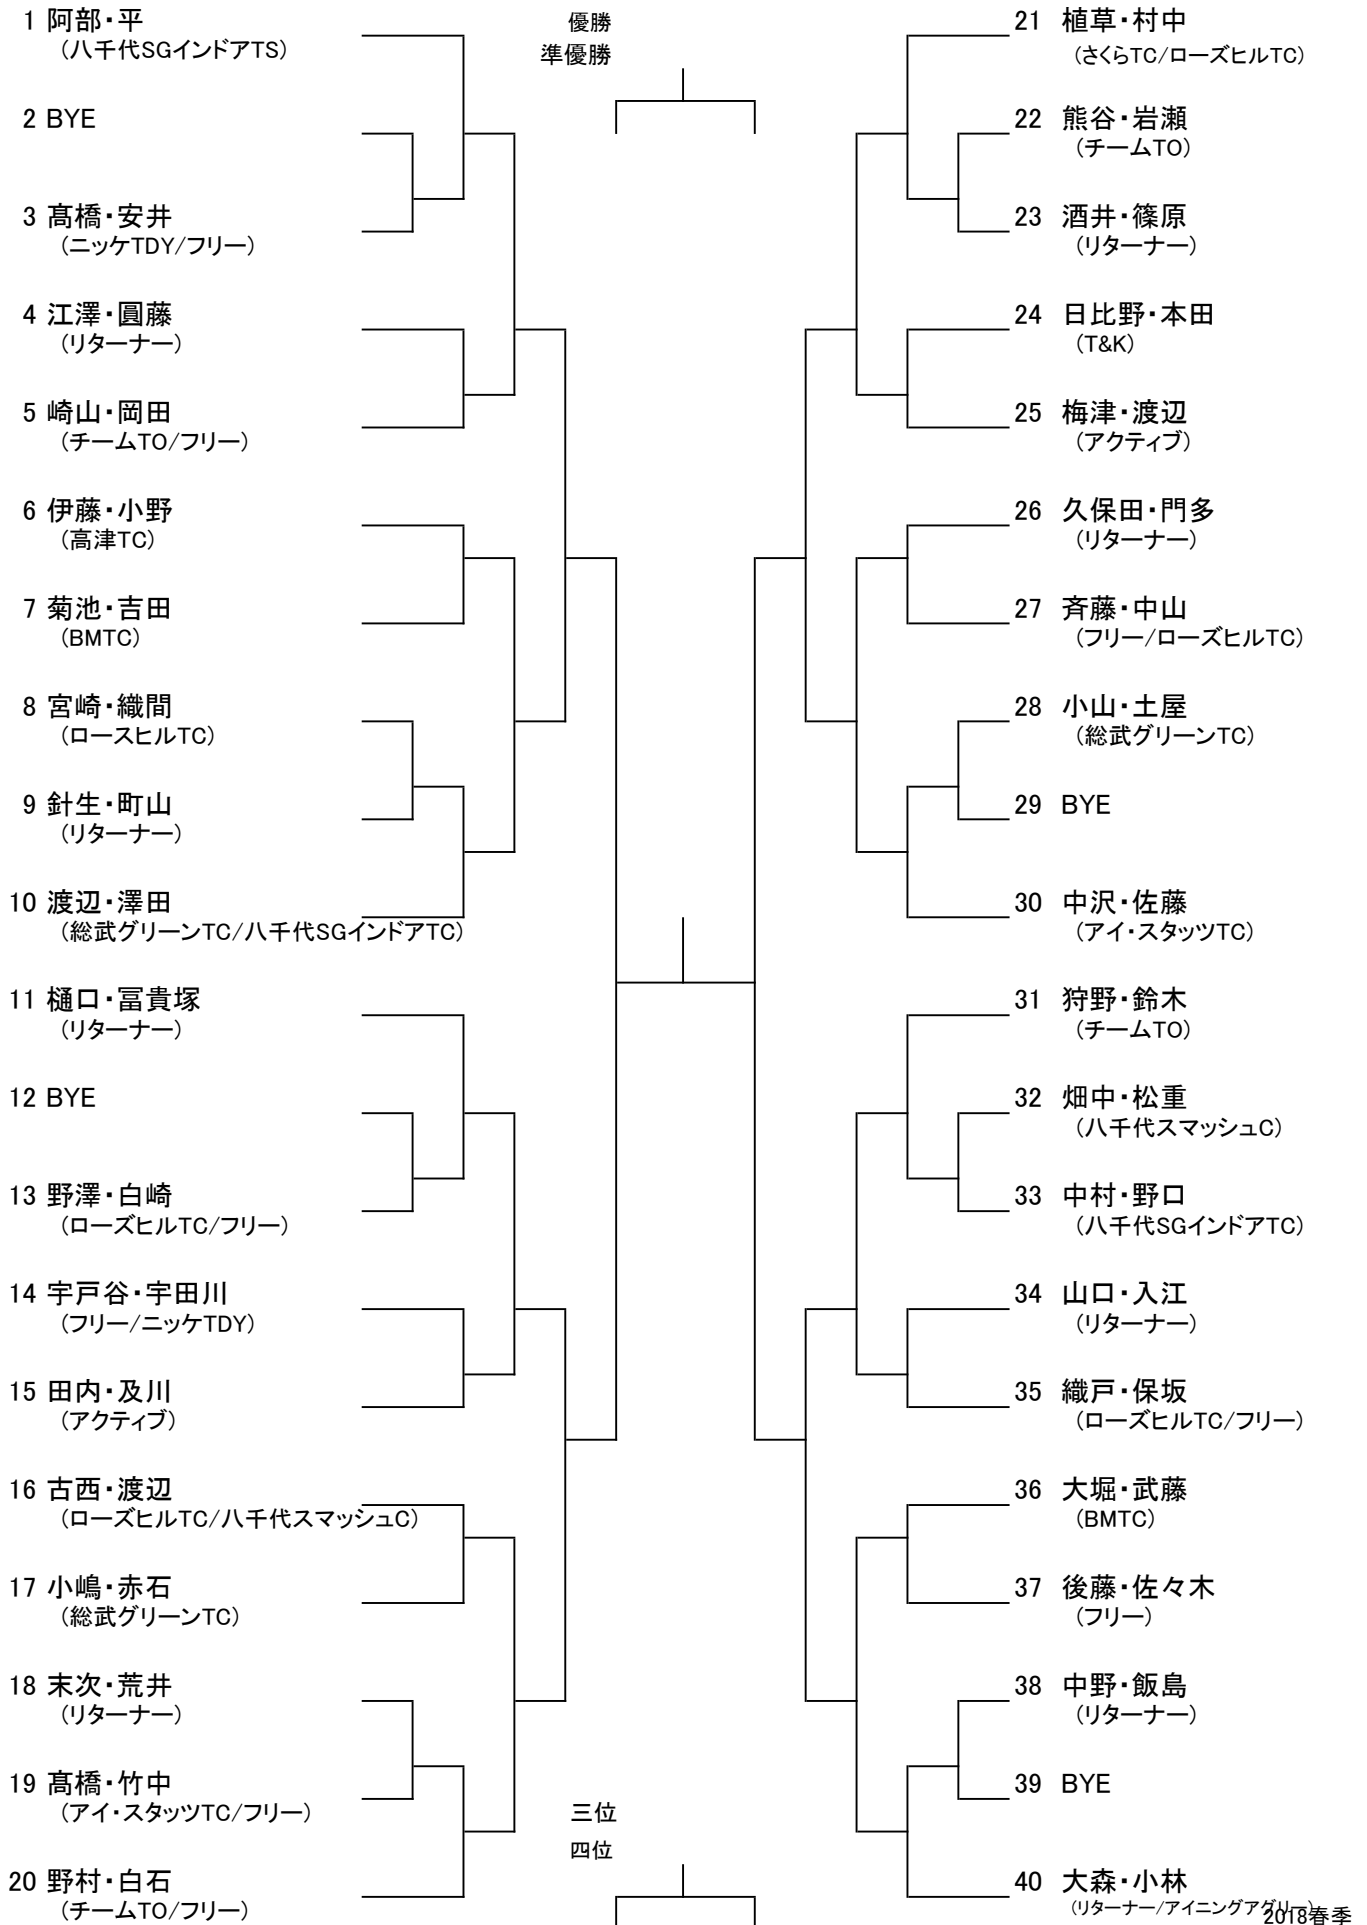 1 阿部・平
(八千代SGインドアTS)
2 BYE
3 髙橋・安井
(ニッケTDY/フリー)
4 江澤・圓藤
(リターナー)
5 崎山・岡田
(チームTO/フリー)
6 伊藤・小野
(高津TC)
7 菊池・吉田
(BMTC)
8 宮崎・織間
(ロースヒルTC)
9 針生・町山
(リターナー)
10 渡辺・澤田
(総武グリーンTC/八千代SGインドアTC)
11 樋口・冨貴塚
(リターナー)
12 BYE
13 野澤・白崎
(ローズヒルTC/フリー)
14 宇戸谷・宇田川
(フリー/ニッケTDY)
15 田内・及川
(アクティブ)
16 古西・渡辺
(ローズヒルTC/八千代スマッシュC)
17 小嶋・赤石
(総武グリーンTC)
18 末次・荒井
(リターナー)
19 髙橋・竹中
(アイ・スタッツTC/フリー)
20 野村・白石
(チームTO/フリー)
優勝
準優勝
三位
四位
21 植草・村中
(さくらTC/ローズヒルTC)
22 熊谷・岩瀬
(チームTO)
23 酒井・篠原
(リターナー)
24 日比野・本田
(T&K)
25 梅津・渡辺
(アクティブ)
26 久保田・門多
(リターナー)
27 斉藤・中山
(フリー/ローズヒルTC)
28 小山・土屋
(総武グリーンTC)
29 BYE
30 中沢・佐藤
(アイ・スタッツTC)
31 狩野・鈴木
(チームTO)
32 畑中・松重
(八千代スマッシュC)
33 中村・野口
(八千代SGインドアTC)
34 山口・入江
(リターナー)
35 織戸・保坂
(ローズヒルTC/フリー)
36 大堀・武藤
(BMTC)
37 後藤・佐々木
(フリー)
38 中野・飯島
(リターナー)
39 BYE
40 大森・小林
(リターナー/アイニングアグリー)
2018春季